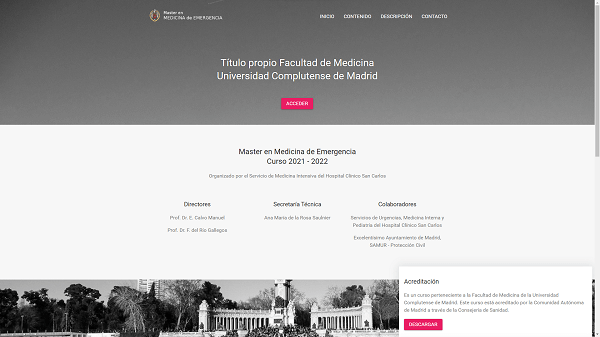 Master en
MEDICINA de EMERGENCIA
INICIO CONTENIDO DESCRIPCIÓN CONTACTO
Título propio Facultad de Medicina
Universidad Complutense de Madrid
ACCEDER
Master en Medicina de Emergencia
Curso 2021 - 2022
Organizado por el Servicio de Medicina Intensiva del Hospital Clínico San Carlos
Directores
Prof. Dr. E. Calvo Manuel
Prof. Dr. F. del Río Gallegos
Secretaría Técnica
Ana María de la Rosa Saulnier
Colaboradores
Servicios de Urgencias, Medicina Interna y
Pediatría del Hospital Clínico San Carlos
Excelentísimo Ayuntamiento de Madrid,
SAMUR - Protección Civil
Acreditación
Es un curso perteneciente a la Facultad de Medicina de la Universidad
Complutense de Madrid. Este curso está acreditado por la Comunidad Autónoma
de Madrid a través de la Consejería de Sanidad.
DESCARGAS